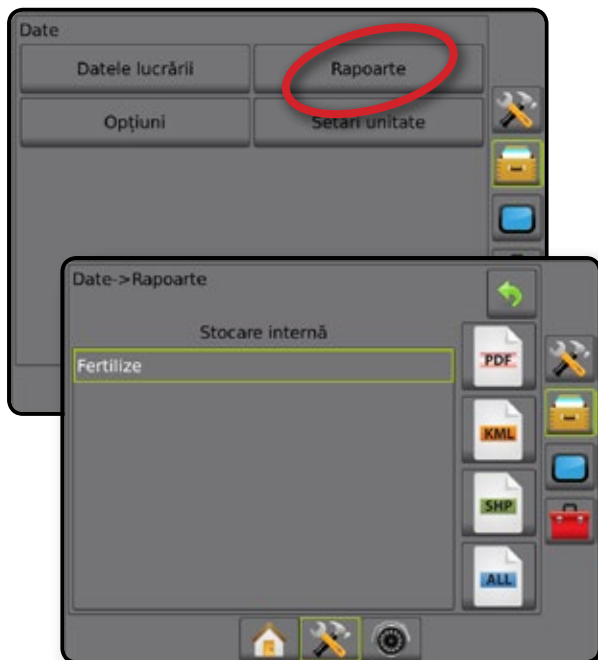 Date
Datele lucrării
Rapoarte
Opțiuni
Setări unitate
Date->Rapoarte
Stocare internă
Fertilize
PDF
KML
SHP
ALL